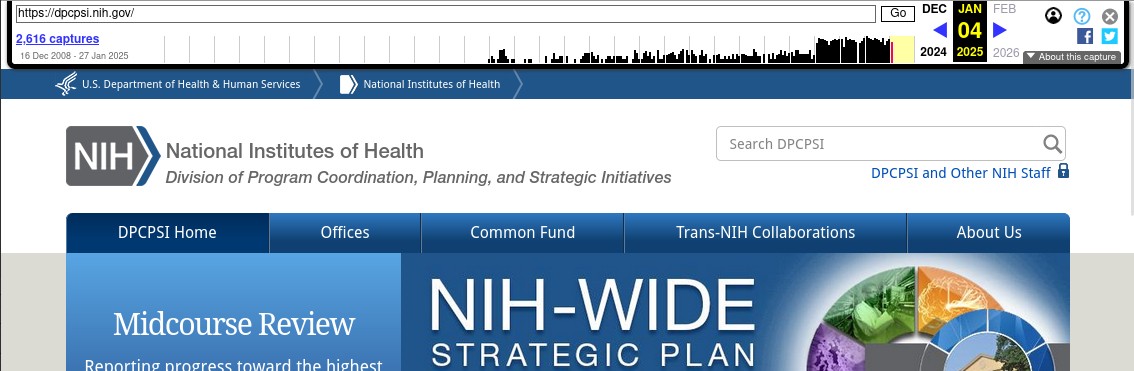 https://dpcpsi.nih.gov/ Go DEC JAN FEB
2,616 captures 04
16 Dec 2008 - 27 Jan 2025 2024 2025 2026 About this capture
U.S. Department of Health & Human Services National Institutes of Health
NIH National Institutes of Health
Division of Program Coordination, Planning, and Strategic Initiatives
Search DPCPSI
DPCPSI and Other NIH Staff
DPCPSI Home Offices Common Fund Trans-NIH Collaborations About Us
Midcourse Review
Reporting progress toward the highest
NIH-WIDE
STRATEGIC PLAN